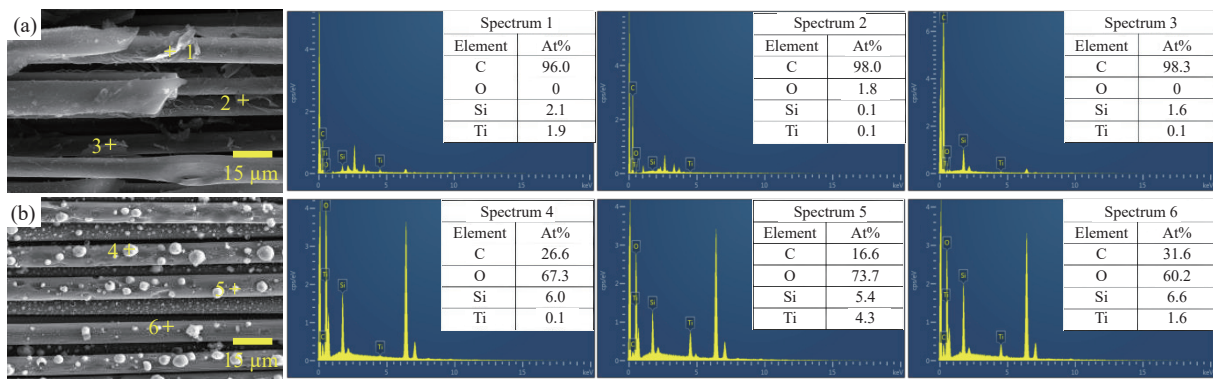 (a)
1
2 +
3+
15 μm
Spectrum 1
Element At%
C 96.0
O 0
Si 2.1
Ti 1.9
Spectrum 2
Element At%
C 98.0
O 1.8
Si 0.1
Ti 0.1
Spectrum 3
Element At%
C 98.3
O 0
Si 1.6
Ti 0.1
(b)
4+
5+
6+
15 μm
Spectrum 4
Element At%
C 26.6
O 67.3
Si 6.0
Ti 0.1
Spectrum 5
Element At%
C 16.6
O 73.7
Si 5.4
Ti 4.3
Spectrum 6
Element At%
C 31.6
O 60.2
Si 6.6
Ti 1.6